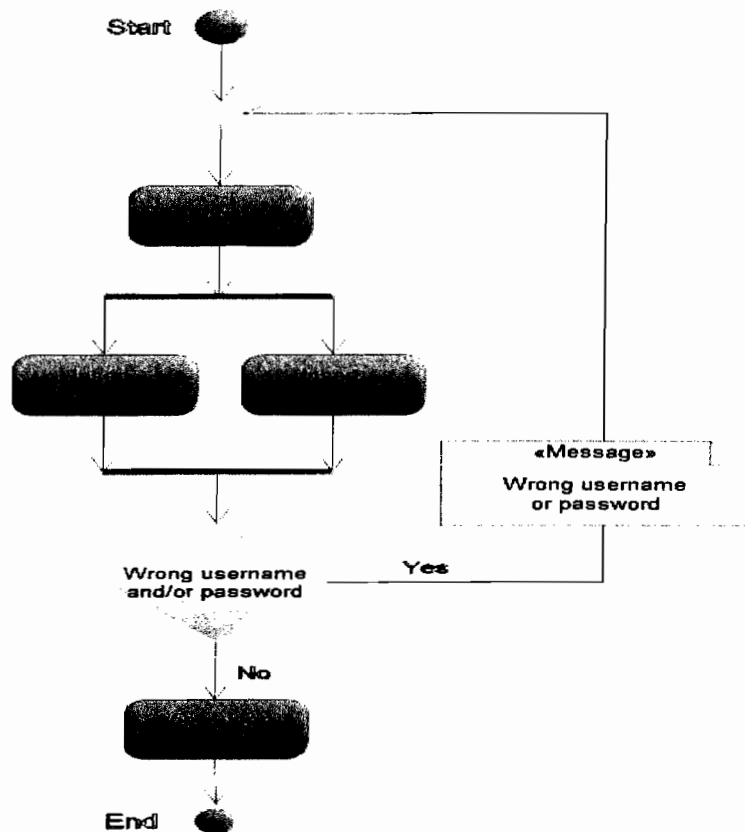 Start
«Message»
Wrong username
or password
Wrong username
and/or password
Yes
No
End